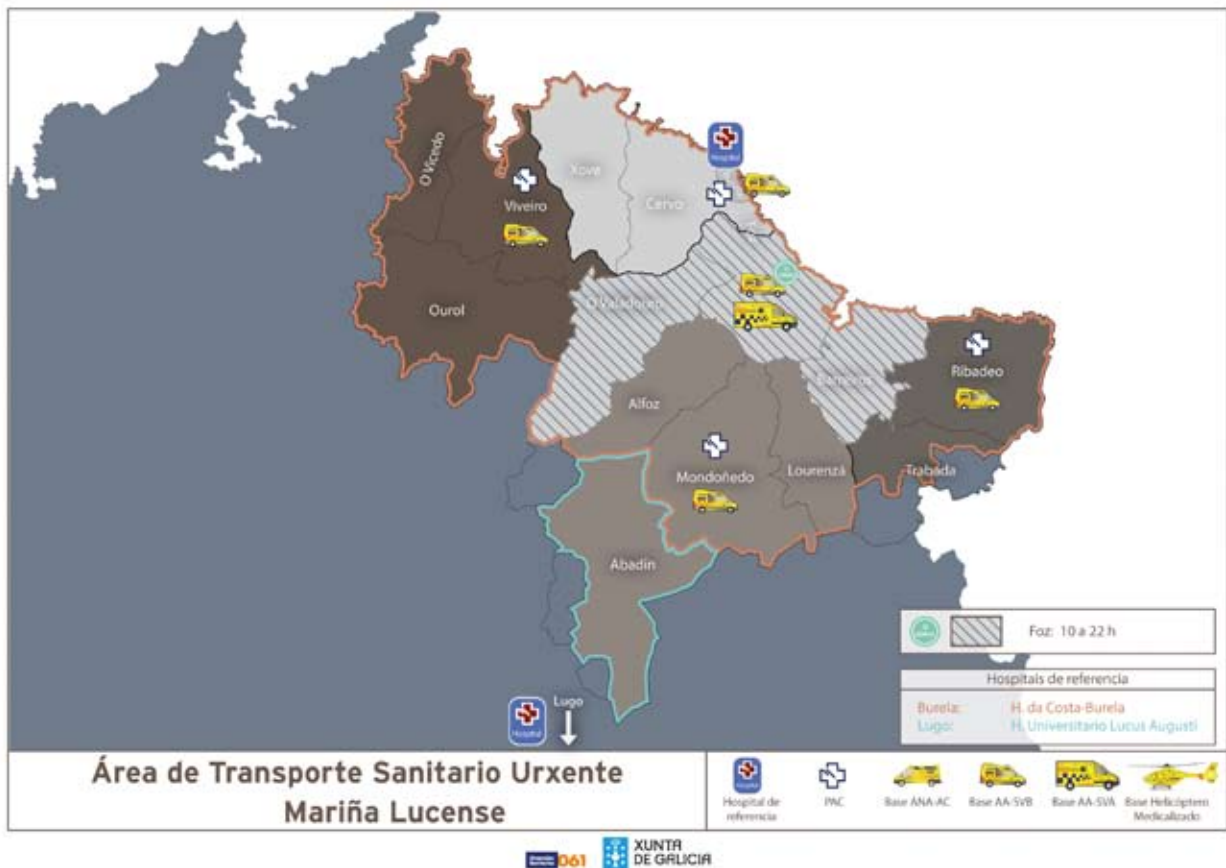 O Vicedo
Xove
Hospital
Viveiro
Cervo
Ourol
O Valadouro
Ribadeo
Barreiros
Alfoz
Mondoñedo
Lourenzá
Trabada
Abadín
Foz: 10 a 22 h
Hospitais de referencia
Burela: H. da Costa-Burela
Lugo: H. Universitario Lucus Augusti
Lugo
Hospital
Área de Transporte Sanitario Urxente
Mariña Lucense
Hospital de
referencia
PAC
Base ANA-AC
Base AA-SVB
Base AA-SVA
Base Helicóptero
Medicalizado
061
XUNTA
DE GALICIA